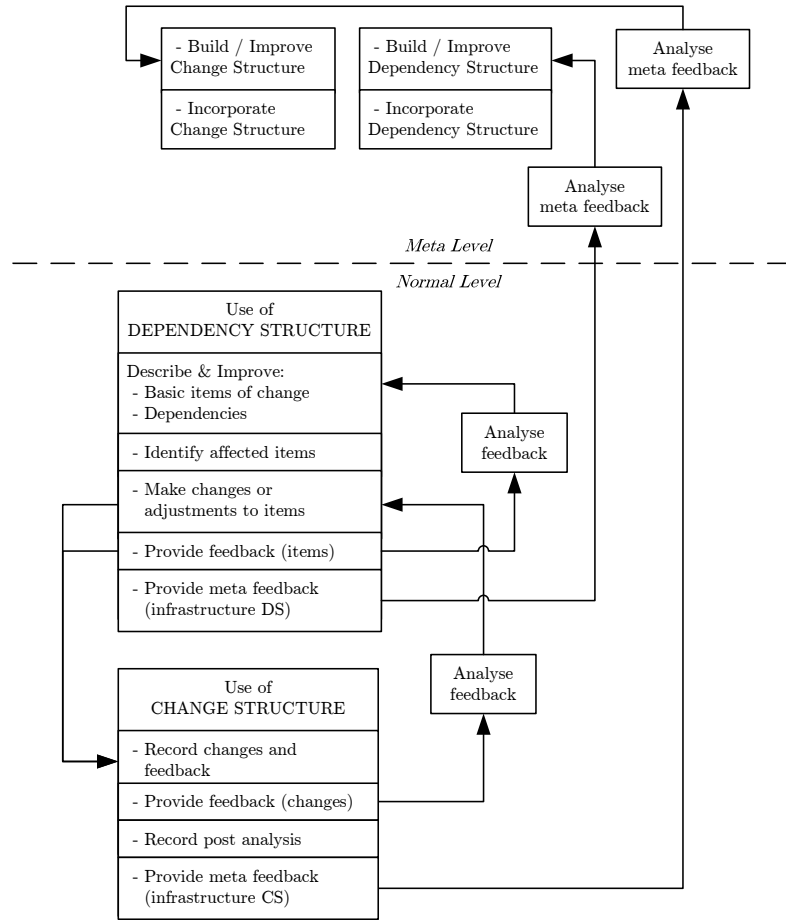 - Build / Improve
Change Structure
- Incorporate
Change Structure
- Build / Improve
Dependency Structure
- Incorporate
Dependency Structure
Analyse
meta feedback
Analyse
meta feedback
Meta Level
Normal Level
Use of
DEPENDENCY STRUCTURE
Describe & Improve:
- Basic items of change
- Dependencies
- Identify affected items
- Make changes or
adjustments to items
- Provide feedback (items)
- Provide meta feedback
(infrastructure DS)
Analyse
feedback
Analyse
feedback
Use of
CHANGE STRUCTURE
- Record changes and
feedback
- Provide feedback (changes)
- Record post analysis
- Provide meta feedback
(infrastructure CS)